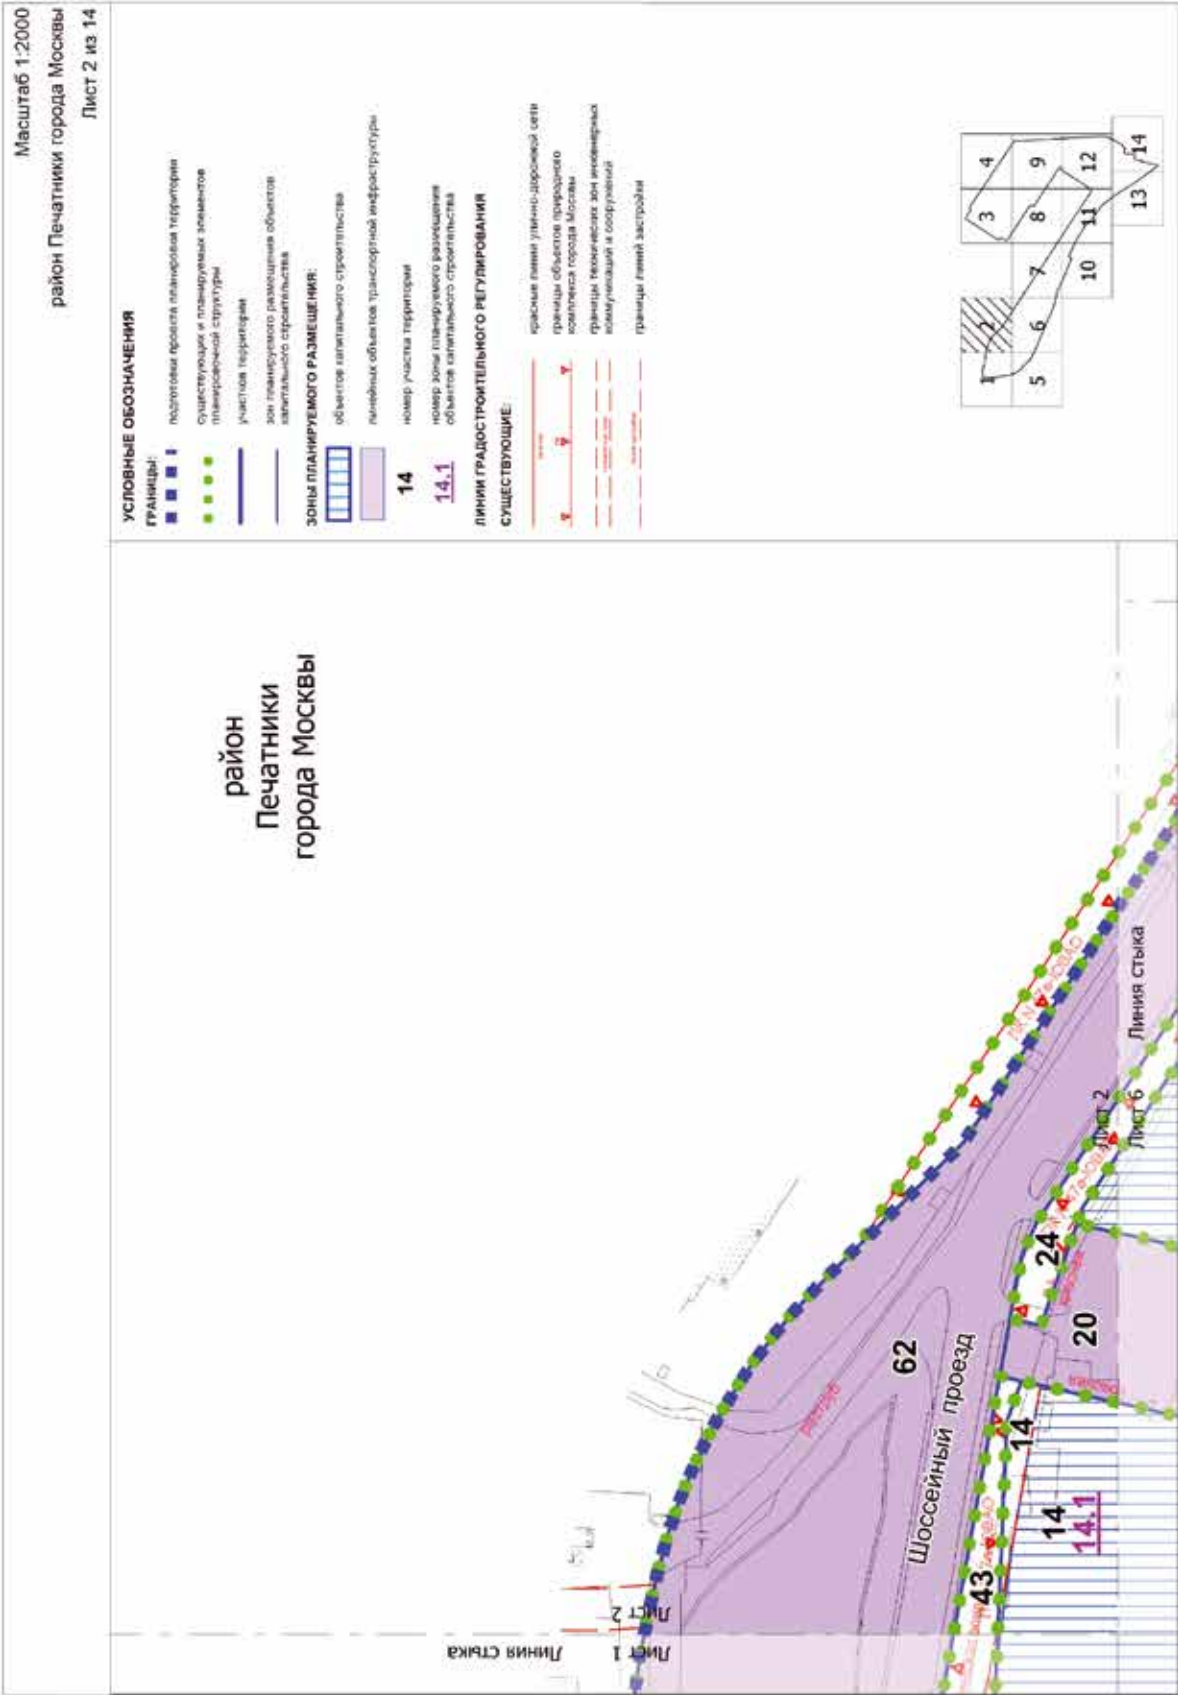 Масштаб 1:2000
район Печатники города Москвы
Лист 2 из 14
УСЛОВНЫЕ ОБОЗНАЧЕНИЯ
ГРАНИЦЫ:
подготовки проекта планировки территории
существующих и планируемых элементов
планировочной структуры
участков территории
зон планируемого размещения объектов
капитального строительства
ЗОНЫ ПЛАНИРУЕМОГО РАЗМЕЩЕНИЯ:
объектов капитального строительства
линейных объектов транспортной инфраструктуры
14
номер участка территории
14.1
номер зоны планируемого размещения
объектов капитального строительства
ЛИНИИ ГРАДОСТРОИТЕЛЬНОГО РЕГУЛИРОВАНИЯ
СУЩЕСТВУЮЩИЕ:
красные линии улично-дорожной сети
границы объектов природного
комплекса города Москвы
границы технических зон инженерных
коммуникаций и сооружений
границы линий застройки
1
2
3
4
5
6
7
8
9
10
11
12
13
14
район
Печатники
города Москвы
62
Шоссейный проезд
24
20
14
14
14.1
43
Лист 2
Лист 6
Линия стыка
Линия стыка
Лист 1
Лист 2